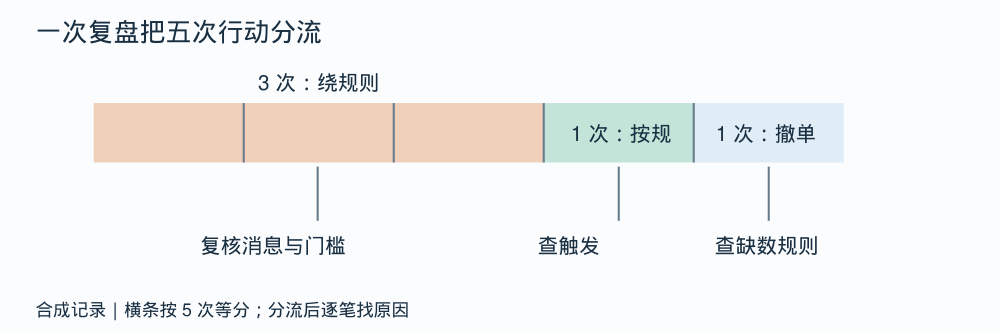 一次复盘把五次行动分流
3 次：绕规则
1 次：按规
1 次：撤单
复核消息与门槛
查触发
查缺数规则
合成记录｜横条按 5 次等分；分流后逐笔找原因